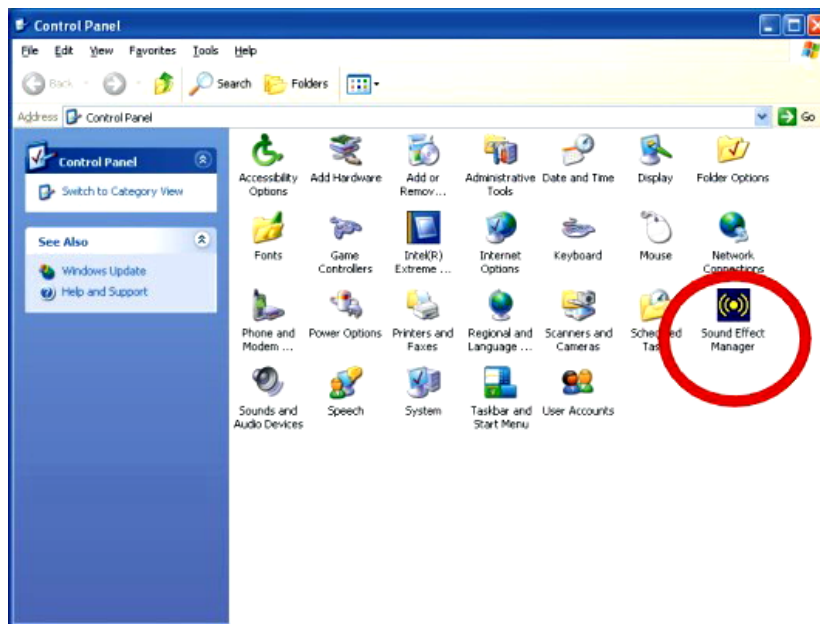 Control Panel
File Edit View Favorites Tools Help
Back Search Folders
Address Control Panel Go
Control Panel
Switch to Category View
See Also
Windows Update
Help and Support
Accessibility Options
Add Hardware
Add or Remov...
Administrative Tools
Date and Time
Display
Folder Options
Fonts
Game Controllers
Intel(R) Extreme ...
Internet Options
Keyboard
Mouse
Network Connections
Phone and Modem ...
Power Options
Printers and Faxes
Regional and Language ...
Scanners and Cameras
Scheduled
Sound Effect Manager
Sounds and Audio Devices
Speech
System
Taskbar and Start Menu
User Accounts